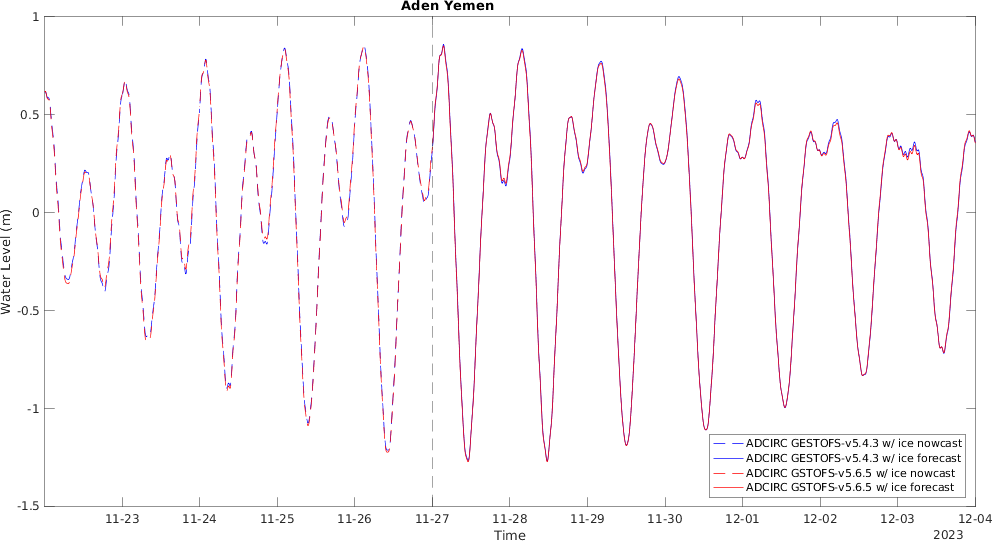 Aden Yemen
1
0.5
0
-0.5
-1
-1.5
Water Level (m)
ADCIRC GESTOFS-v5.4.3 w/ ice nowcast
ADCIRC GESTOFS-v5.4.3 w/ ice forecast
ADCIRC GSTOFS-v5.6.5 w/ ice nowcast
ADCIRC GSTOFS-v5.6.5 w/ ice forecast
11-23 11-24 11-25 11-26 11-27 11-28 11-29 11-30 12-01 12-02 12-03 12-04
Time
2023